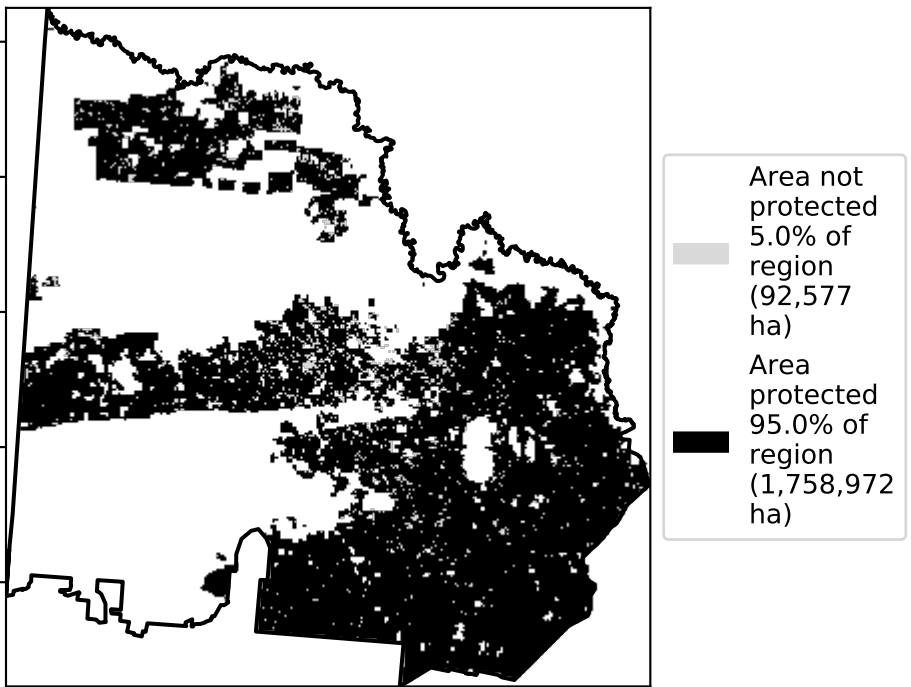 Area not
protected
5.0% of
region
(92,577
ha)
Area
protected
95.0% of
region
(1,758,972
ha)